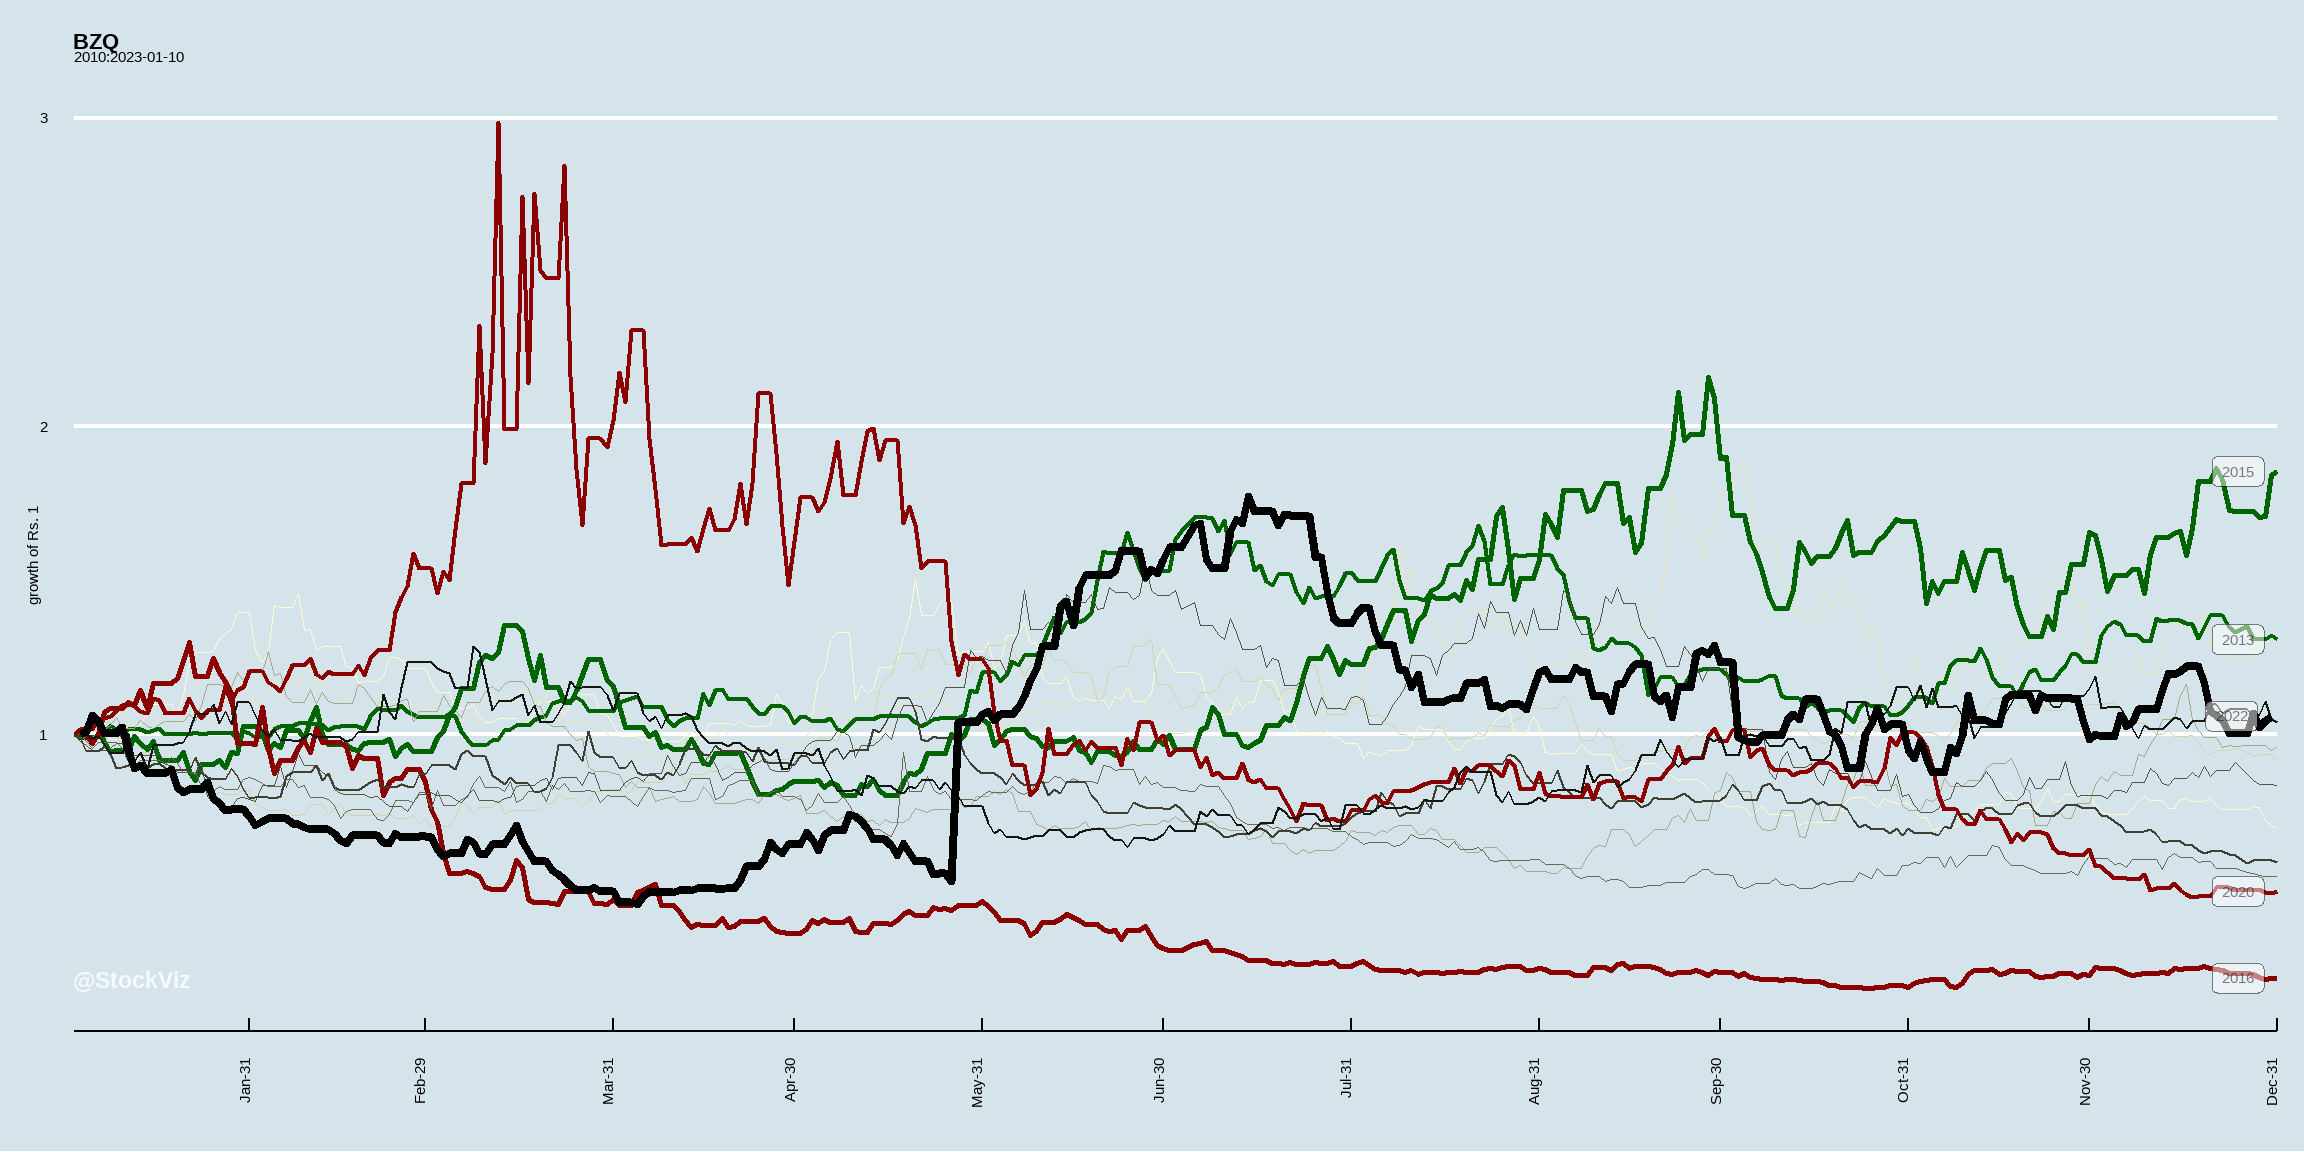 BZQ
2010:2023-01-10
3
2
1
growth of Rs. 1
2015
2013
2022
2020
2016
@StockViz
Jan-31
Feb-29
Mar-31
Apr-30
May-31
Jun-30
Jul-31
Aug-31
Sep-30
Oct-31
Nov-30
Dec-31